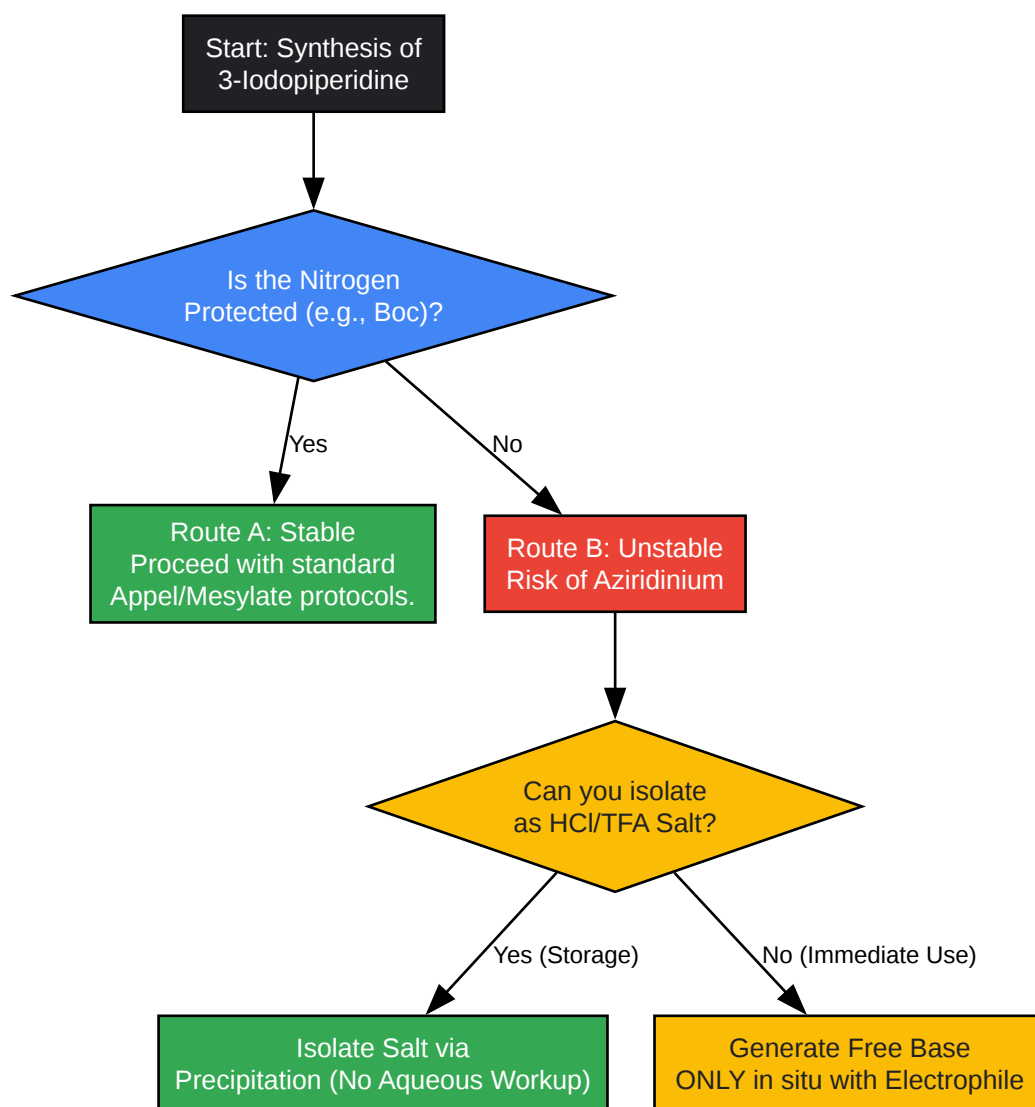 Start: Synthesis of
3-Iodopiperidine
Is the Nitrogen
Protected (e.g., Boc)?
Yes
No
Route A: Stable
Proceed with standard
Appel/Mesylate protocols.
Route B: Unstable
Risk of Aziridinium
Can you isolate
as HCl/TFA Salt?
Yes (Storage)
No (Immediate Use)
Isolate Salt via
Precipitation (No Aqueous Workup)
Generate Free Base
ONLY in situ with Electrophile